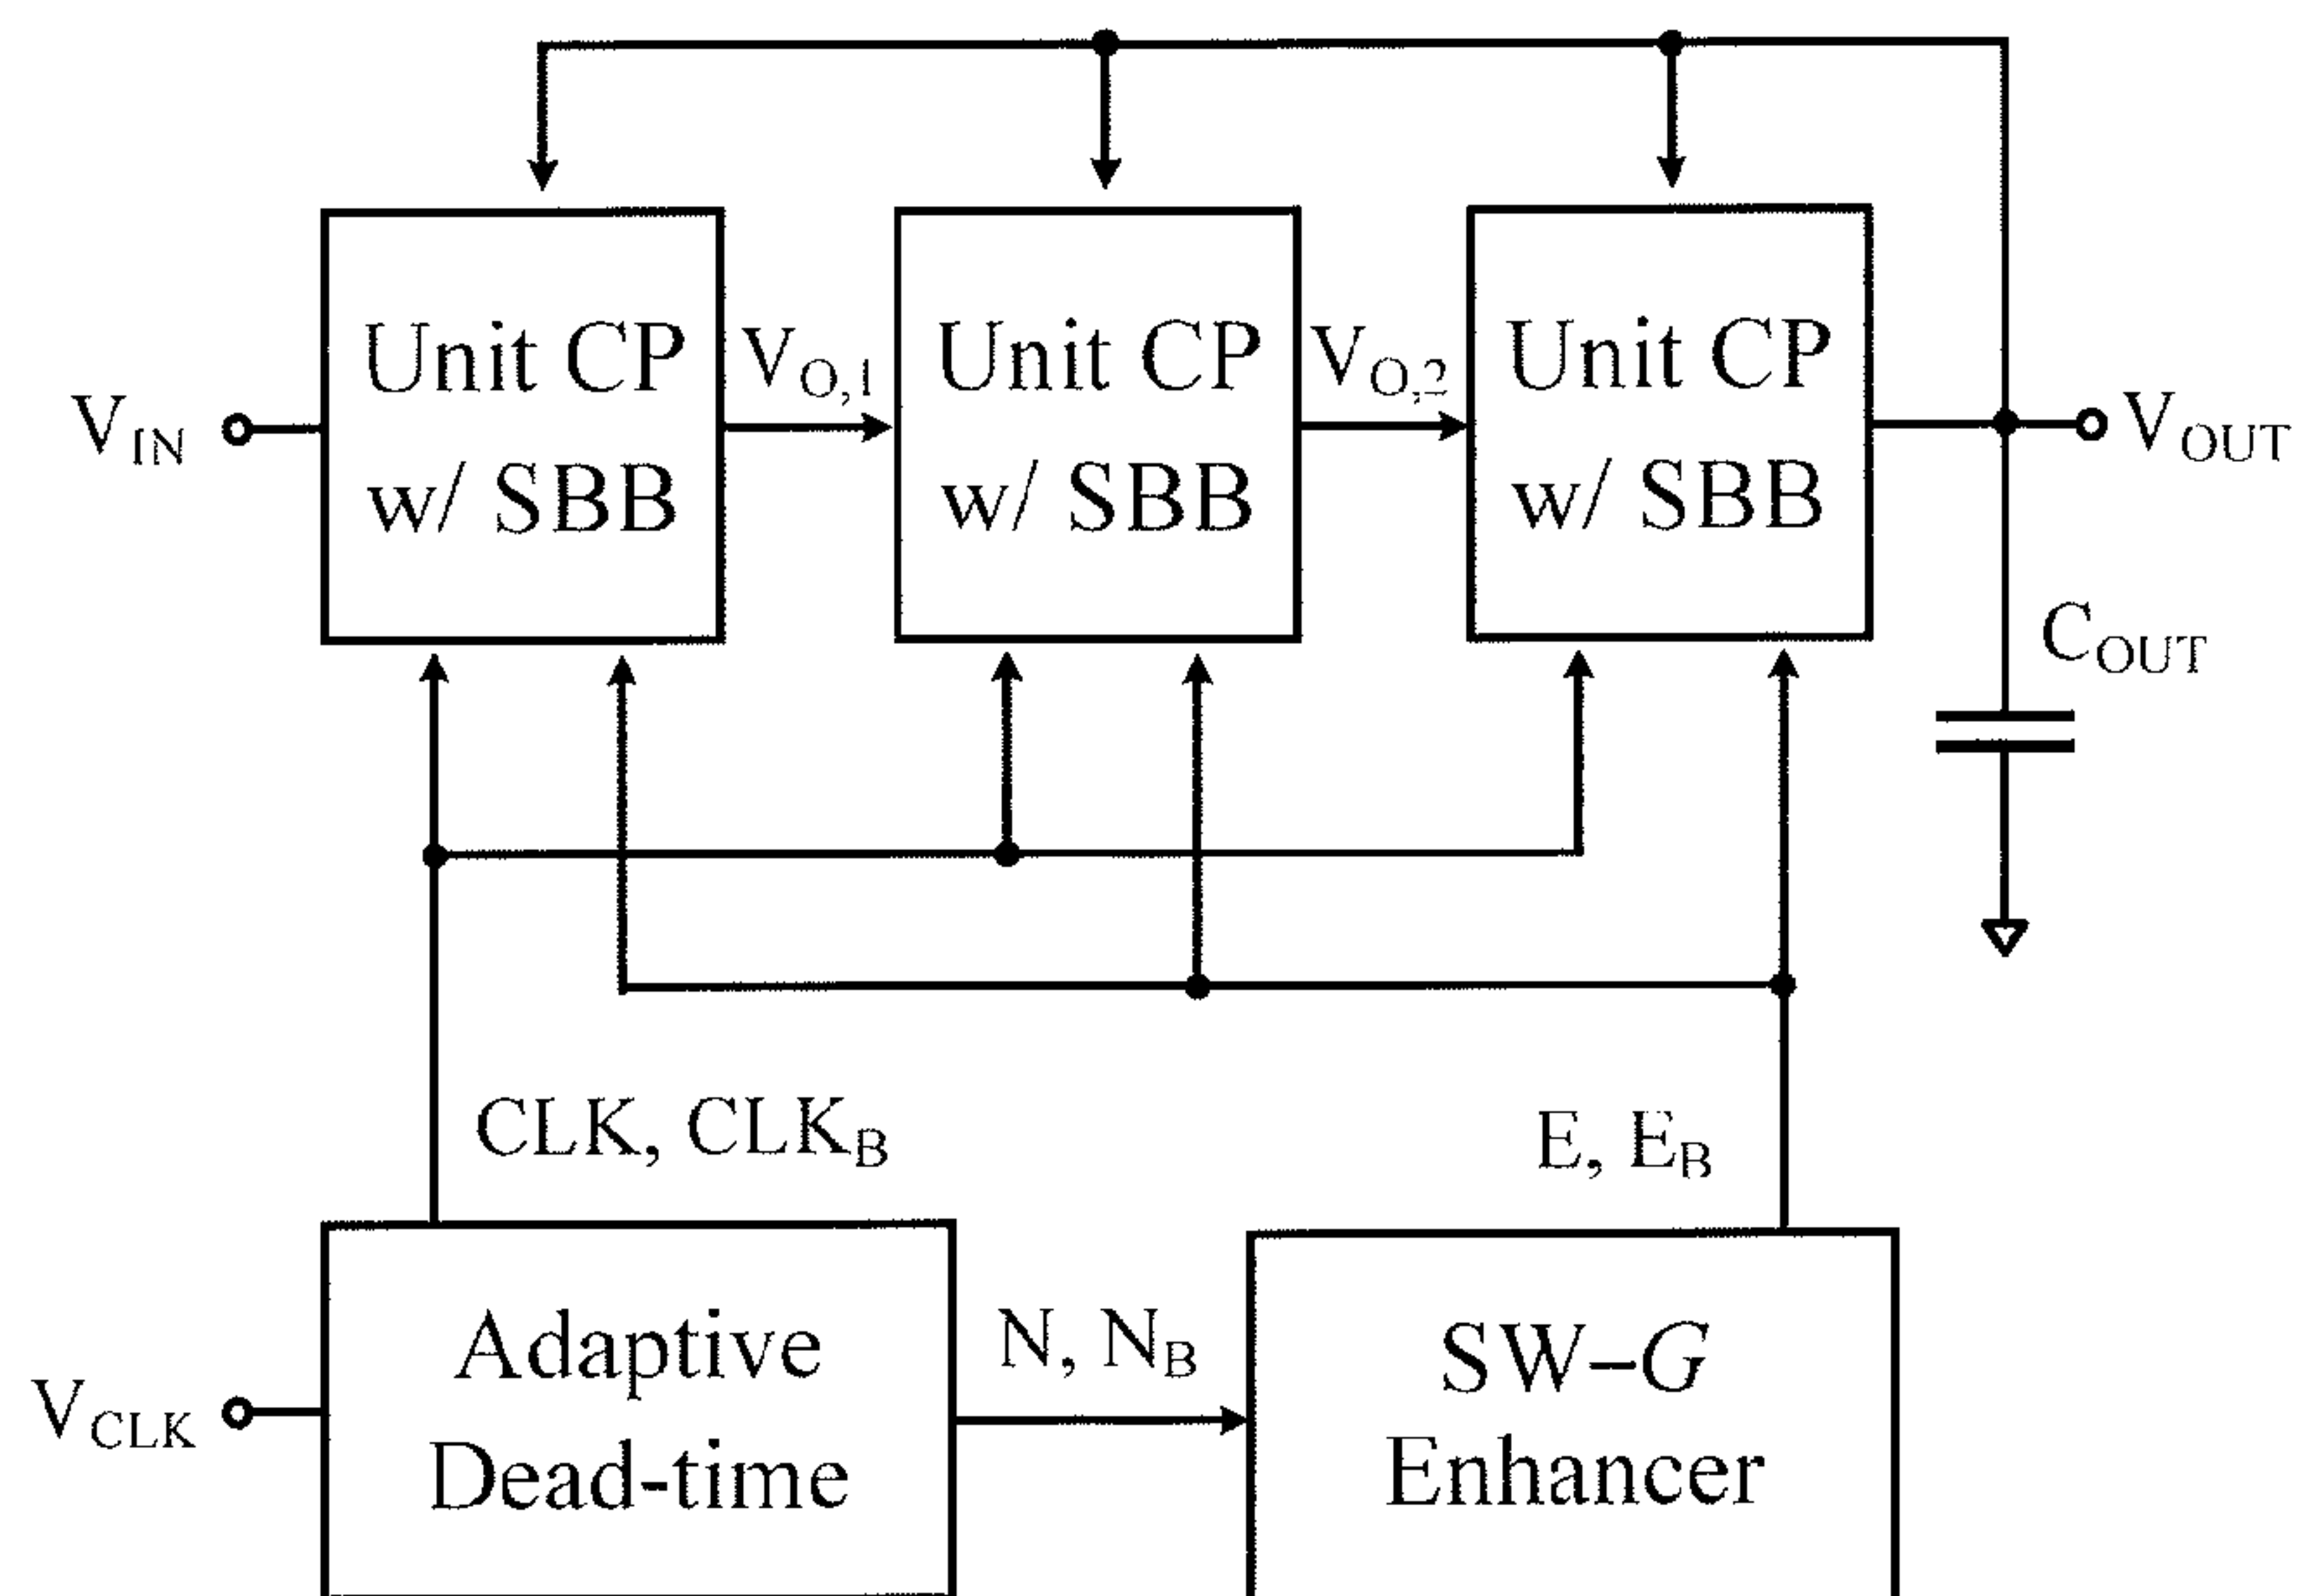 Unit CP
w/ SBB
Unit CP
w/ SBB
Unit CP
w/ SBB
V_IN
V_O,1
V_O,2
V_OUT
C_OUT
CLK, CLK_B
E, E_B
Adaptive
Dead-time
N, N_B
SW–G
Enhancer
V_CLK